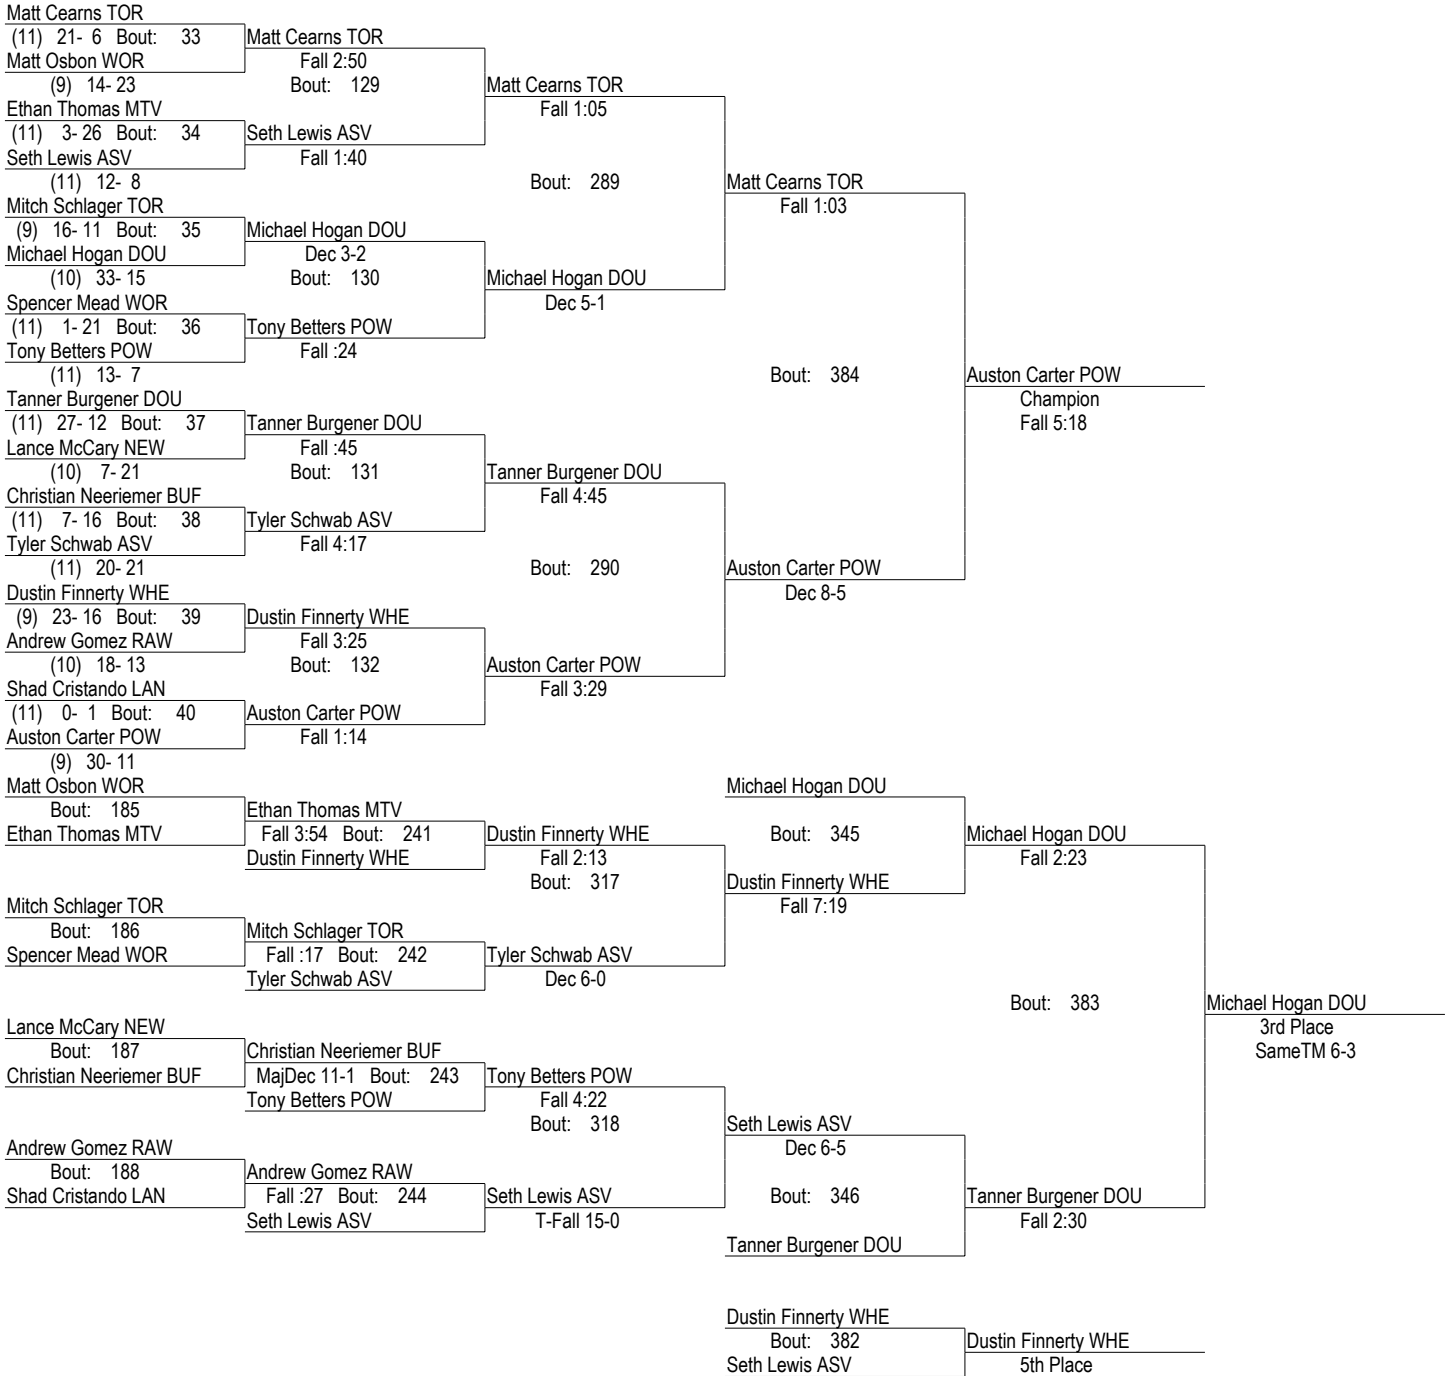 Matt Cearns TOR
(11) 21- 6 Bout: 33 Matt Cearns TOR
Matt Osbon WOR Fall 2:50
(9) 14- 23 Bout: 129 Matt Cearns TOR
Ethan Thomas MTV Fall 1:05
(11) 3- 26 Bout: 34 Seth Lewis ASV
Seth Lewis ASV Fall 1:40
(11) 12- 8 Bout: 289 Matt Cearns TOR
Mitch Schlager TOR Fall 1:03
(9) 16- 11 Bout: 35 Michael Hogan DOU
Michael Hogan DOU Dec 3-2
(10) 33- 15 Bout: 130 Michael Hogan DOU
Spencer Mead WOR Dec 5-1
(11) 1- 21 Bout: 36 Tony Betters POW
Tony Betters POW Fall :24
(11) 13- 7 Bout: 384 Auston Carter POW
Tanner Burgener DOU Champion
(11) 27- 12 Bout: 37 Tanner Burgener DOU Fall 5:18
Lance McCary NEW Fall :45
(10) 7- 21 Bout: 131 Tanner Burgener DOU
Christian Neeriemer BUF Fall 4:45
(11) 7- 16 Bout: 38 Tyler Schwab ASV
Tyler Schwab ASV Fall 4:17
(11) 20- 21 Bout: 290 Auston Carter POW
Dustin Finnerty WHE Dec 8-5
(9) 23- 16 Bout: 39 Dustin Finnerty WHE
Andrew Gomez RAW Fall 3:25
(10) 18- 13 Bout: 132 Auston Carter POW
Shad Cristando LAN Fall 3:29
(11) 0- 1 Bout: 40 Auston Carter POW
Auston Carter POW Fall 1:14
(9) 30- 11
Matt Osbon WOR Michael Hogan DOU
Bout: 185 Ethan Thomas MTV
Ethan Thomas MTV Fall 3:54 Bout: 241 Dustin Finnerty WHE Bout: 345 Michael Hogan DOU
Dustin Finnerty WHE Fall 2:13 Fall 2:23
Bout: 317 Dustin Finnerty WHE
Mitch Schlager TOR Fall 7:19
Bout: 186 Mitch Schlager TOR
Spencer Mead WOR Fall :17 Bout: 242 Tyler Schwab ASV
Tyler Schwab ASV Dec 6-0
Bout: 383 Michael Hogan DOU
Lance McCary NEW 3rd Place
Bout: 187 Christian Neeriemer BUF SameTM 6-3
Christian Neeriemer BUF MajDec 11-1 Bout: 243 Tony Betters POW
Tony Betters POW Fall 4:22
Bout: 318 Seth Lewis ASV
Andrew Gomez RAW Dec 6-5
Bout: 188 Andrew Gomez RAW
Shad Cristando LAN Fall :27 Bout: 244 Seth Lewis ASV Bout: 346 Tanner Burgener DOU
Seth Lewis ASV T-Fall 15-0 Fall 2:30
Tanner Burgener DOU
Dustin Finnerty WHE
Bout: 382 Dustin Finnerty WHE
Seth Lewis ASV 5th Place